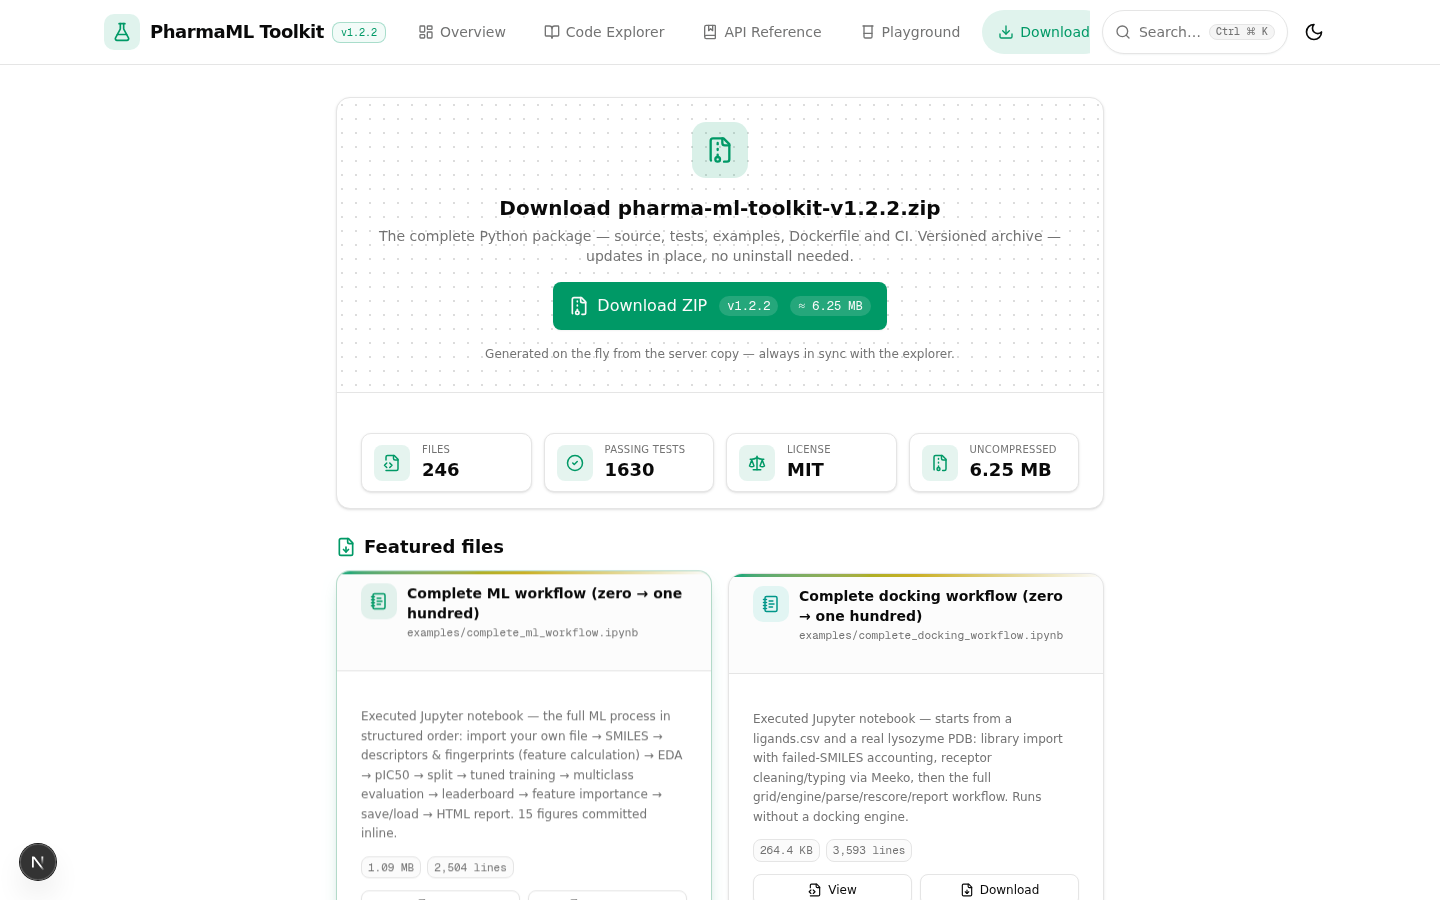 PharmaML Toolkit v1.2.2 Overview Code Explorer API Reference Playground Download Search... Ctrl ⌘ K
Download pharma-ml-toolkit-v1.2.2.zip
The complete Python package — source, tests, examples, Dockerfile and CI. Versioned archive —
updates in place, no uninstall needed.
Download ZIP v1.2.2 ≈ 6.25 MB
Generated on the fly from the server copy — always in sync with the explorer.
FILES
246
PASSING TESTS
1630
LICENSE
MIT
UNCOMPRESSED
6.25 MB
Featured files
Complete ML workflow (zero → one
hundred)
examples/complete_ml_workflow.ipynb
Executed Jupyter notebook — the full ML process in
structured order: import your own file → SMILES →
descriptors & fingerprints (feature calculation) → EDA
→ pIC50 → split → tuned training → multiclass
evaluation → leaderboard → feature importance →
save/load → HTML report. 15 figures committed
inline.
1.09 MB 2,504 lines
Complete docking workflow (zero
→ one hundred)
examples/complete_docking_workflow.ipynb
Executed Jupyter notebook — starts from a
ligands.csv and a real lysozyme PDB: library import
with failed-SMILES accounting, receptor
cleaning/typing via Meeko, then the full
grid/engine/parse/rescore/report workflow. Runs
without a docking engine.
264.4 KB 3,593 lines
View Download
N